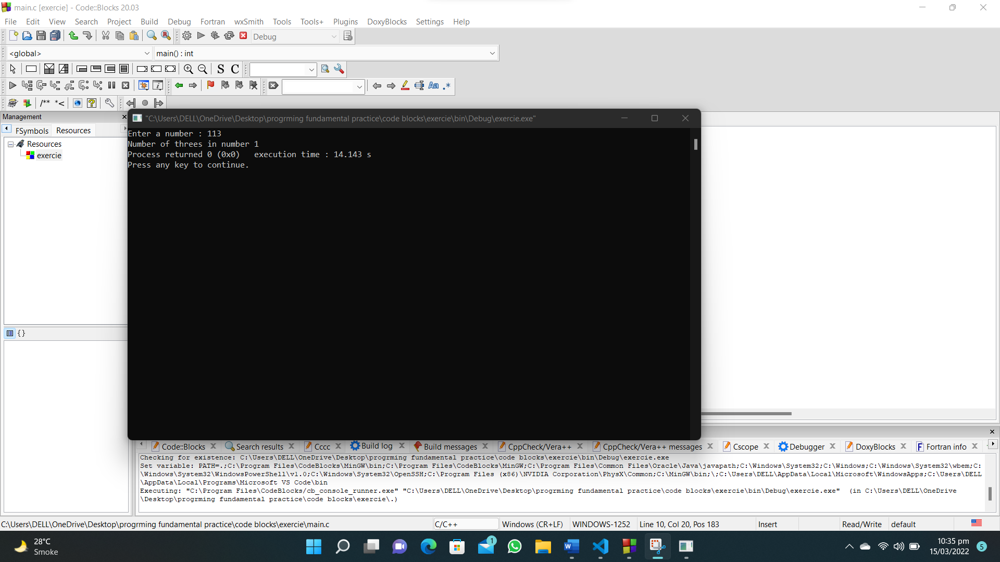 main.c [exercie] - Code::Blocks 20.03
File Edit View Search Project Build Debug Fortran wxSmith Tools Tools+ Plugins DoxyBlocks Settings Help
Debug
<global> main() : int
S C
Aa .*
/** *<
Management
FSymbols Resources
Resources
exercie
{}
"C:\Users\DELL\OneDrive\Desktop\progrming fundamental practice\code blocks\exercie\bin\Debug\exercie.exe"
Enter a number : 113
Number of threes in number 1
Process returned 0 (0x0)   execution time : 14.143 s
Press any key to continue.
Code::Blocks Search results Cccc Build log Build messages CppCheck/Vera++ CppCheck/Vera++ messages Cscope Debugger DoxyBlocks Fortran info
Checking for existence: C:\Users\DELL\OneDrive\Desktop\progrming fundamental practice\code blocks\exercie\bin\Debug\exercie.exe
Set variable: PATH=.;C:\Program Files\CodeBlocks\MinGW\bin;C:\Program Files\CodeBlocks\MinGW;C:\Program Files\Common Files\Oracle\Java\javapath;C:\Windows\System32;C:\Windows;C:\Windows\System32\wbem;C:
\Windows\System32\WindowsPowerShell\v1.0;C:\Windows\System32\OpenSSH;C:\Program Files (x86)\NVIDIA Corporation\PhysX\Common;C:\MinGW\bin;\;C:\Users\DELL\AppData\Local\Microsoft\WindowsApps;C:\Users\DELL
\AppData\Local\Programs\Microsoft VS Code\bin
Executing: "C:\Program Files\CodeBlocks/cb_console_runner.exe" "C:\Users\DELL\OneDrive\Desktop\progrming fundamental practice\code blocks\exercie\bin\Debug\exercie.exe"  (in C:\Users\DELL\OneDrive
\Desktop\progrming fundamental practice\code blocks\exercie\.)
C:\Users\DELL\OneDrive\Desktop\progrming fundamental practice\code blocks\exercie\main.c C/C++ Windows (CR+LF) WINDOWS-1252 Line 10, Col 20, Pos 183 Insert Read/Write default
28°C
Smoke
1
10:35 pm
15/03/2022
5